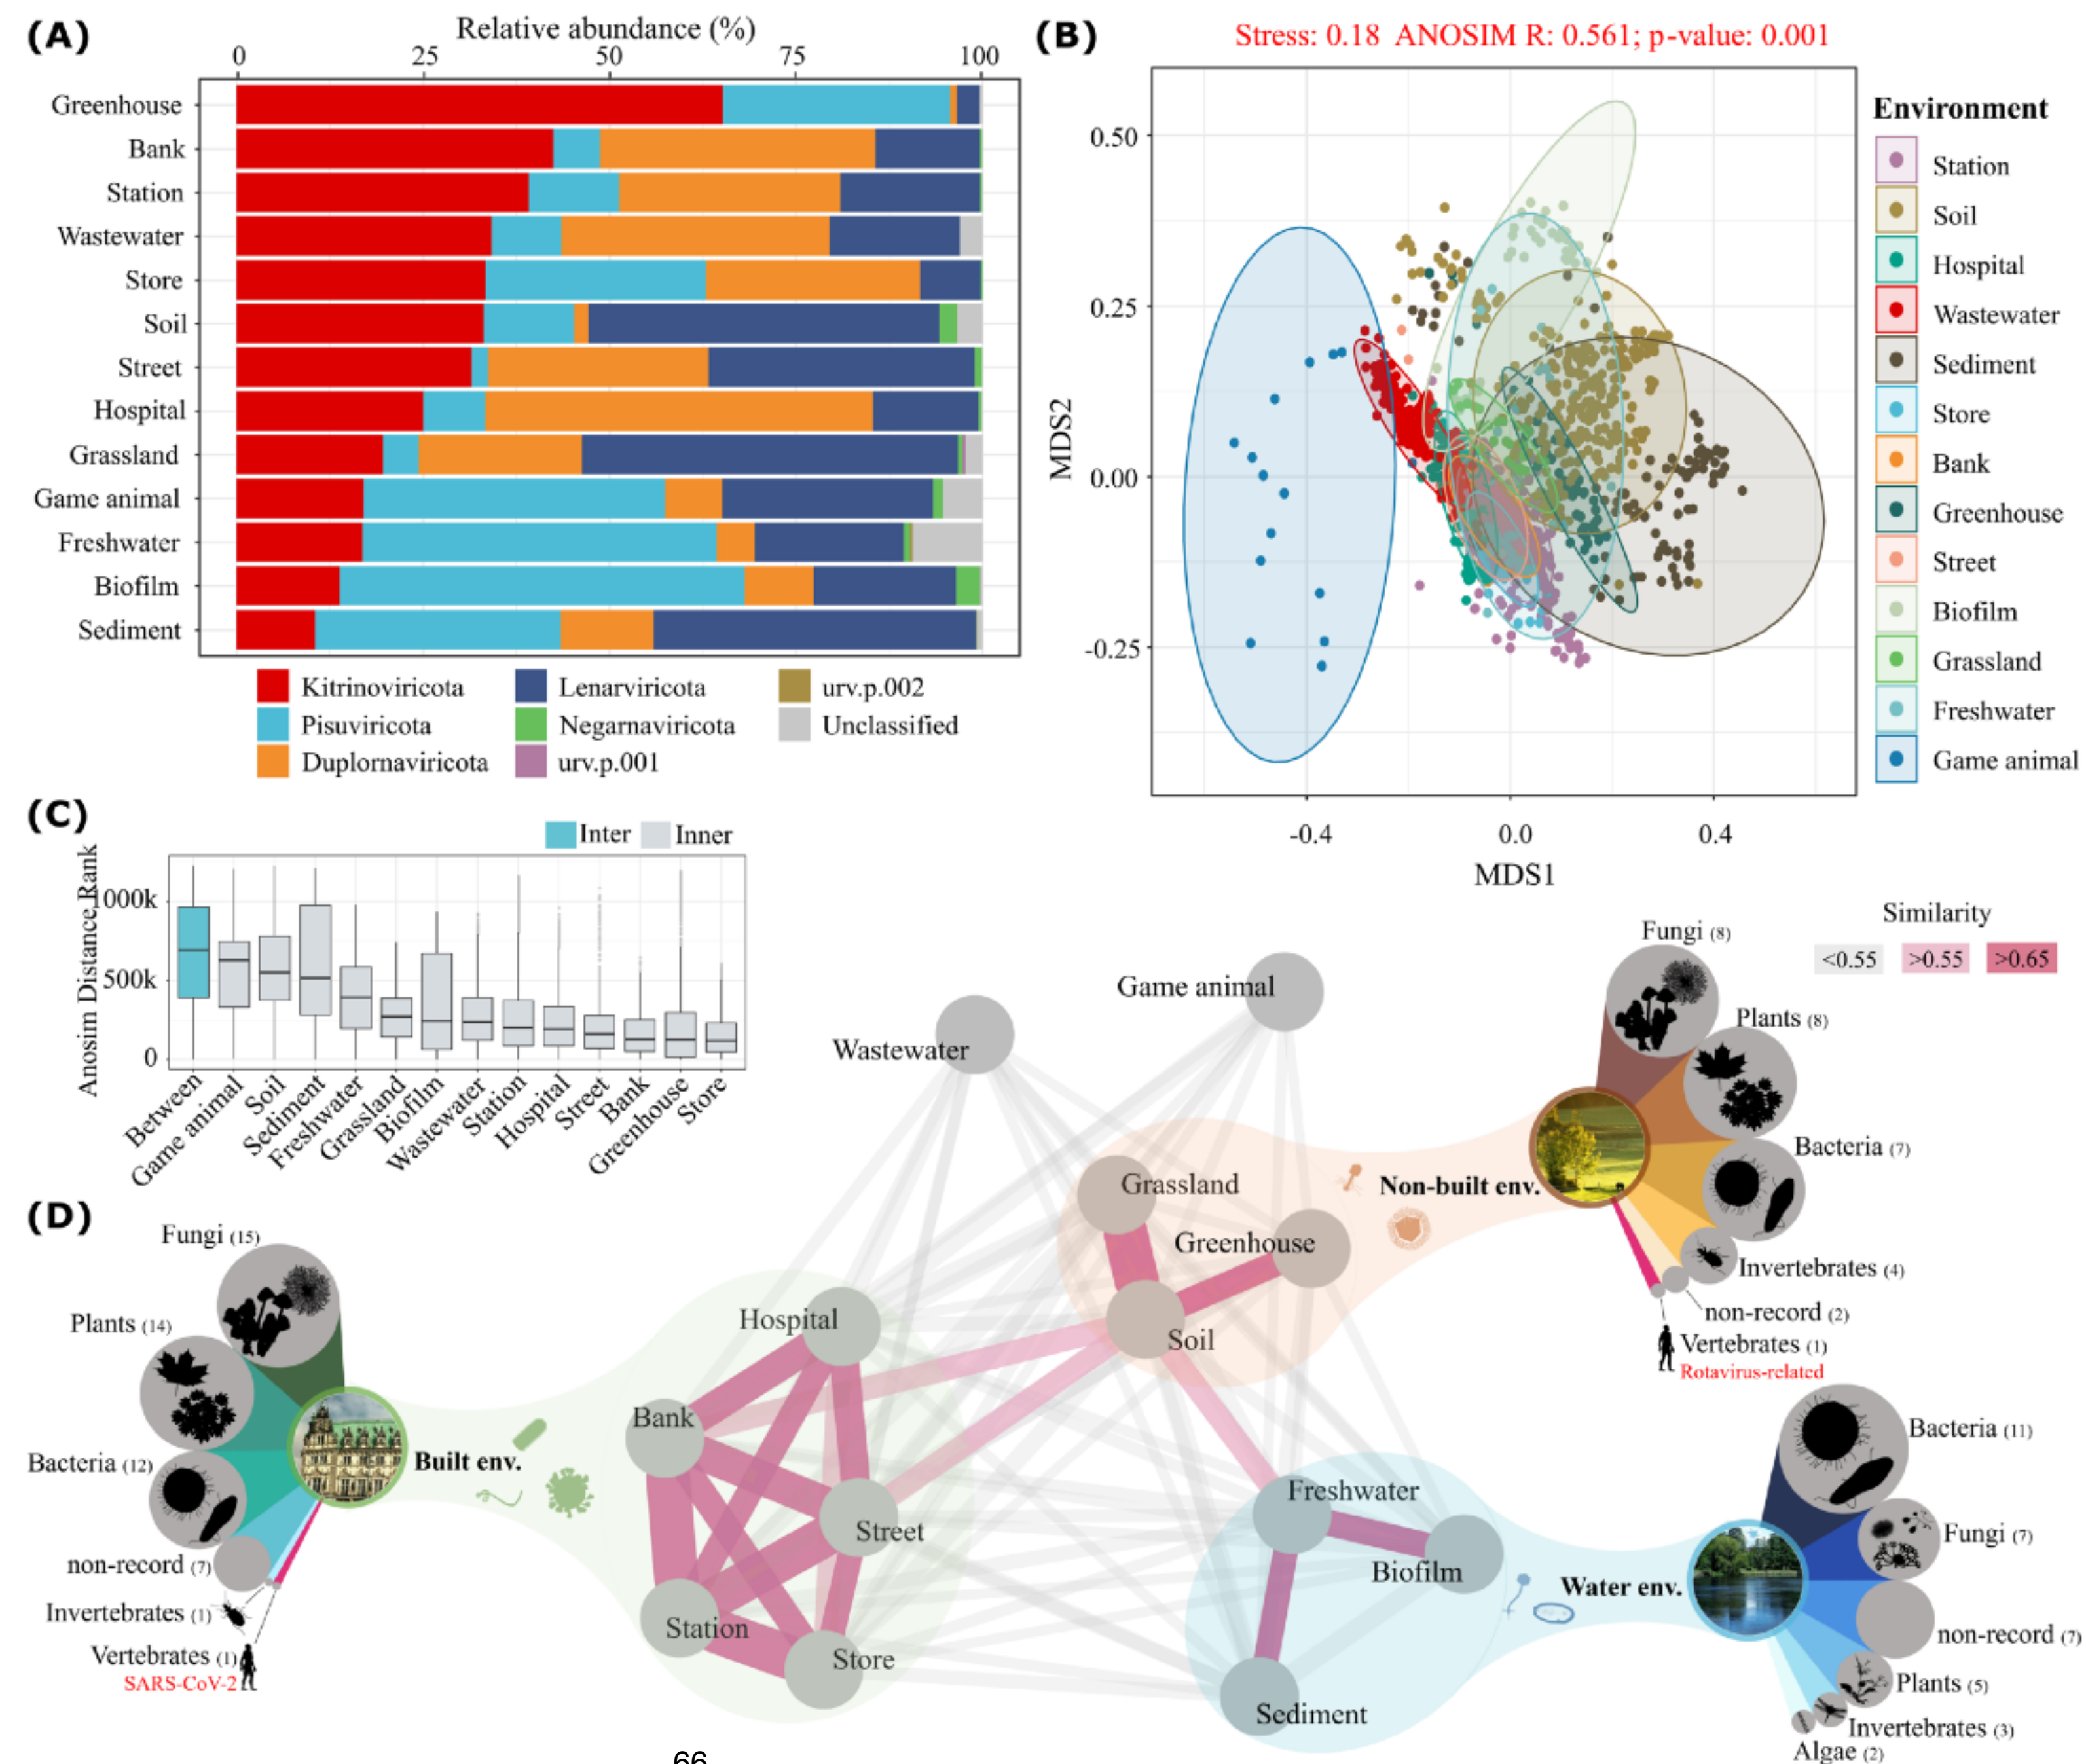 (A)
Relative abundance (%)
0 25 50 75 100
Greenhouse
Bank
Station
Wastewater
Store
Soil
Street
Hospital
Grassland
Game animal
Freshwater
Biofilm
Sediment
Kitrinoviricota
Pisuviricota
Duplornaviricota
Lenarviricota
Negarnaviricota
urv.p.001
urv.p.002
Unclassified
(B)
Stress: 0.18 ANOSIM R: 0.561; p-value: 0.001
MDS2
0.50
0.25
0.00
-0.25
-0.4 0.0 0.4
MDS1
Environment
Station
Soil
Hospital
Wastewater
Sediment
Store
Bank
Greenhouse
Street
Biofilm
Grassland
Freshwater
Game animal
(C)
Inter Inner
Anosim Distance Rank
1000k
500k
0
Between
Game animal
Soil
Sediment
Freshwater
Grassland
Biofilm
Wastewater
Station
Hospital
Street
Bank
Greenhouse
Store
(D)
Similarity
<0.55 >0.55 >0.65
Wastewater
Game animal
Grassland
Greenhouse
Soil
Hospital
Bank
Street
Station
Store
Freshwater
Biofilm
Sediment
Built env.
Fungi (15)
Plants (14)
Bacteria (12)
non-record (7)
Invertebrates (1)
Vertebrates (1)
SARS-CoV-2
Non-built env.
Fungi (8)
Plants (8)
Bacteria (7)
Invertebrates (4)
non-record (2)
Vertebrates (1)
Rotavirus-related
Water env.
Bacteria (11)
Fungi (7)
non-record (7)
Plants (5)
Invertebrates (3)
Algae (2)
66